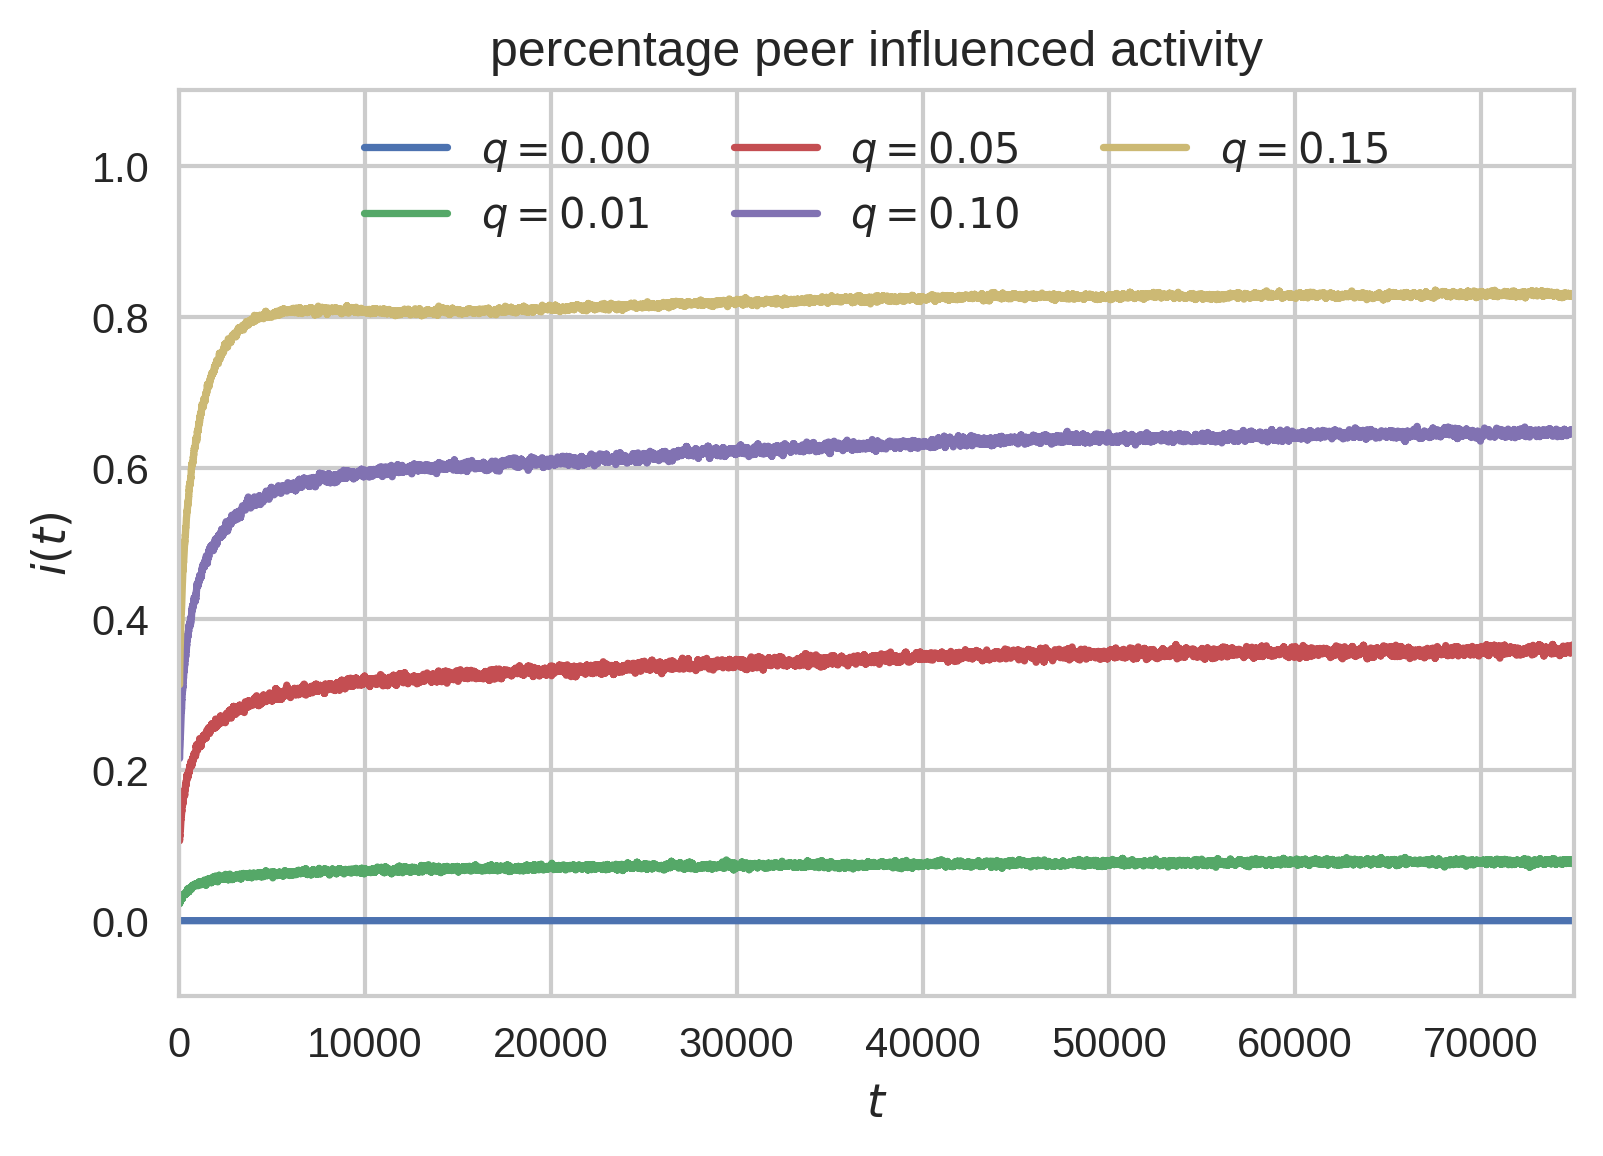 percentage peer influenced activity
q = 0.00 q = 0.05 q = 0.15
q = 0.01 q = 0.10
1.0
0.8
0.6
0.4
0.2
0.0
i(t)
0 10000 20000 30000 40000 50000 60000 70000
t